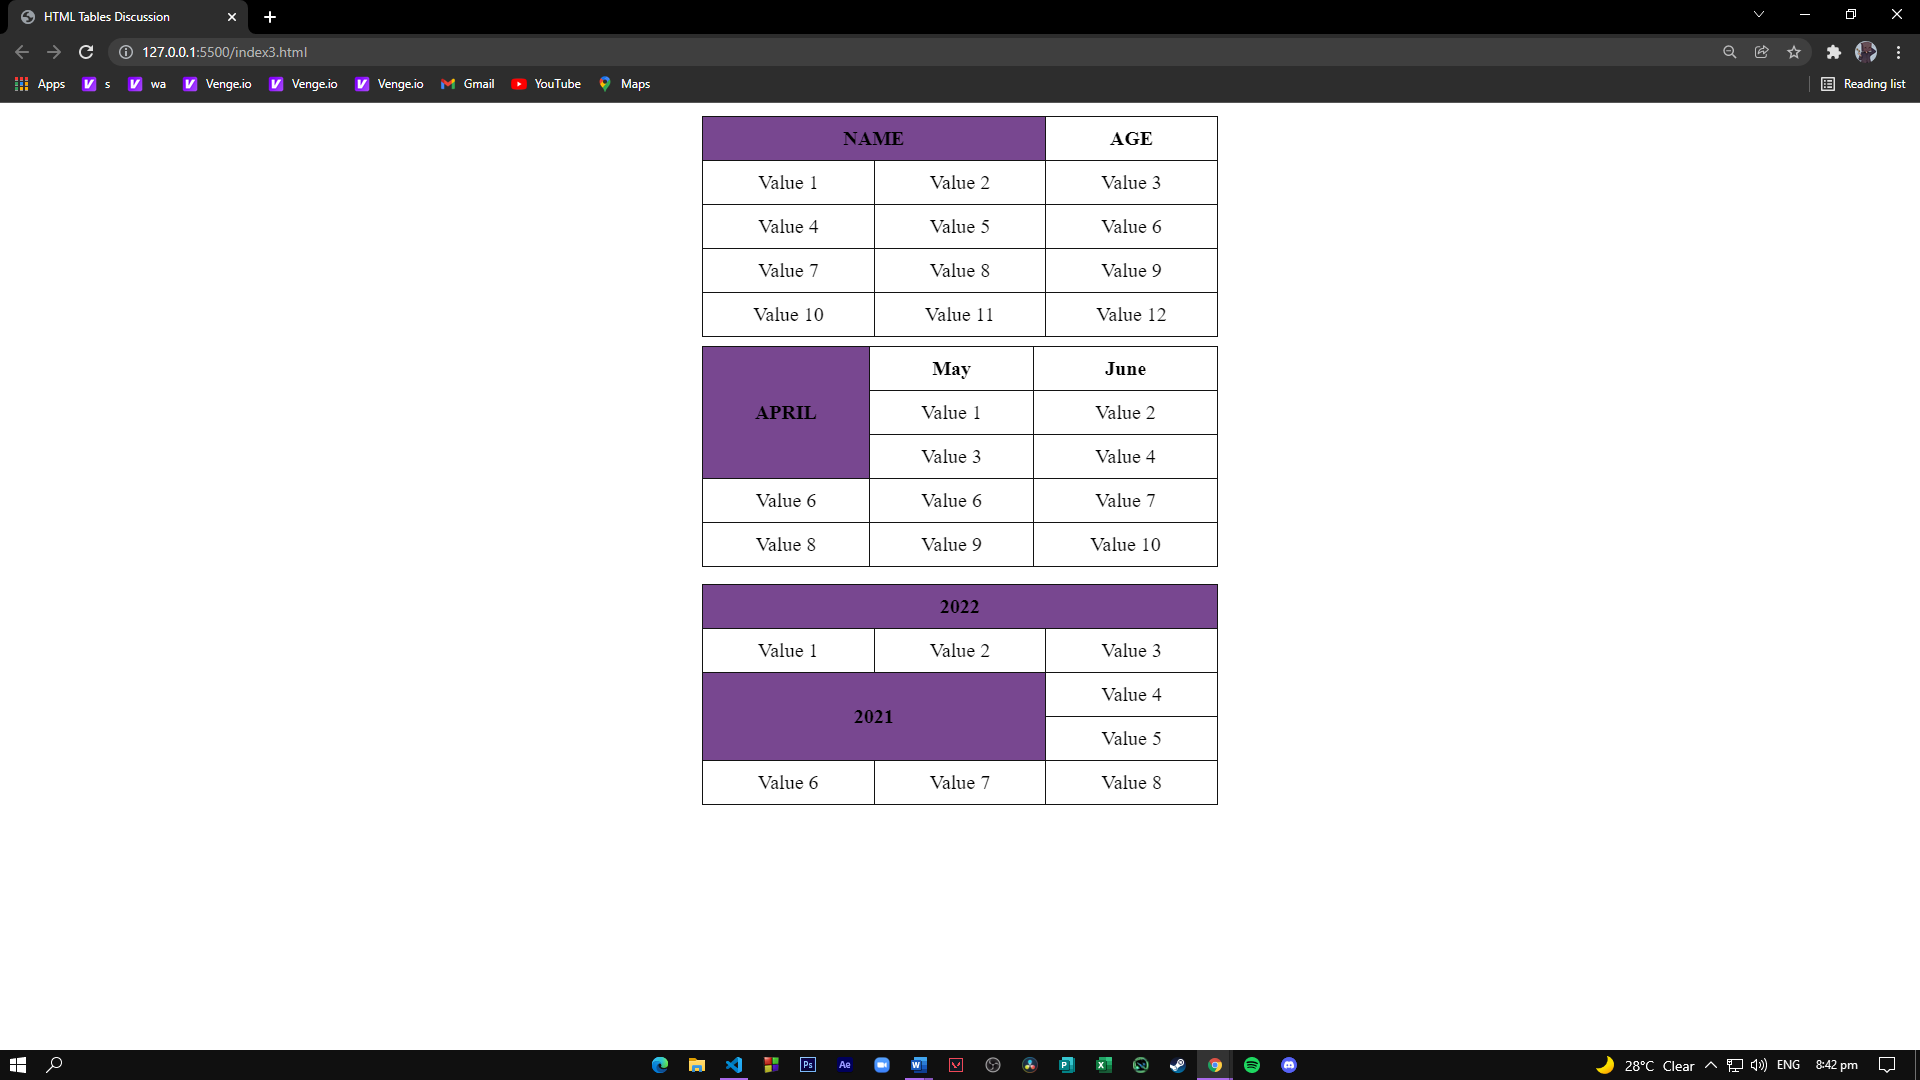 HTML Tables Discussion
127.0.0.1:5500/index3.html
Apps s wa Venge.io Venge.io Venge.io Gmail YouTube Maps Reading list
NAME AGE
Value 1 Value 2 Value 3
Value 4 Value 5 Value 6
Value 7 Value 8 Value 9
Value 10 Value 11 Value 12
May June
APRIL Value 1 Value 2
Value 3 Value 4
Value 6 Value 6 Value 7
Value 8 Value 9 Value 10
2022
Value 1 Value 2 Value 3
2021 Value 4
Value 5
Value 6 Value 7 Value 8
Ps Ae W P X 28°C Clear ENG 8:42 pm